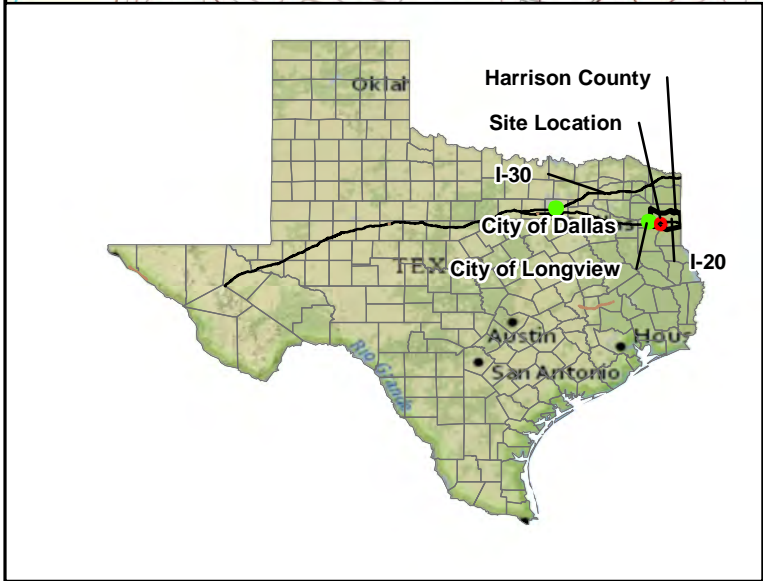 Oklah
Harrison County
Site Location
I-30
City of Dallas
TEX
City of Longview
I-20
Austin
Hous
San Antonio
Rio Grande